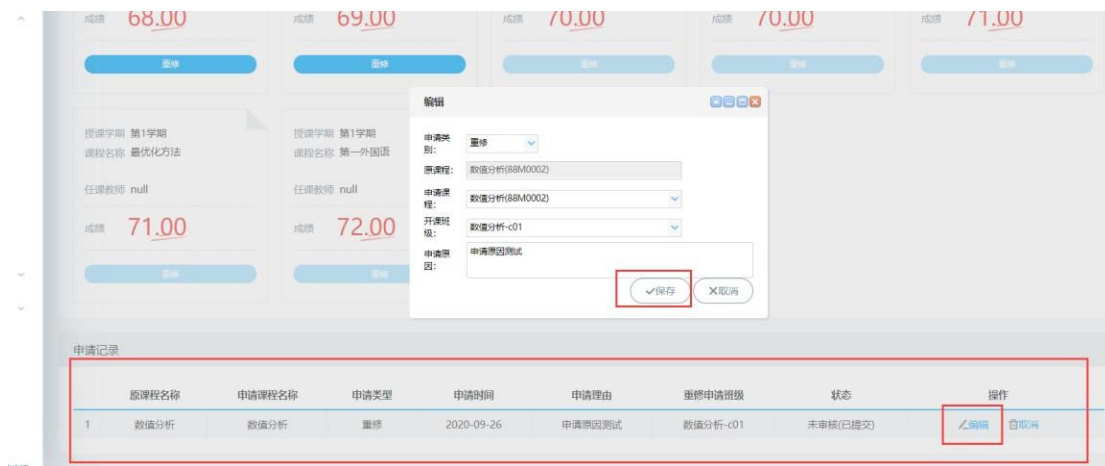 成绩 68.00 成绩 69.00 成绩 70.00 成绩 70.00 成绩 71.00
重修 重修 重修 重修 重修
授课学期 第1学期 授课学期 第1学期
课程名称 最优化方法 课程名称 第一外国语
任课教师 null 任课教师 null
成绩 71.00 成绩 72.00
重修 重修
编辑
申请类别: 重修
原课程: 数值分析(88M0002)
申请课程: 数值分析(88M0002)
开课班级: 数值分析-c01
申请原因: 申请原因测试
保存 取消
申请记录
原课程名称 申请课程名称 申请类型 申请时间 申请理由 重修申请班级 状态 操作
1 数值分析 数值分析 重修 2020-09-26 申请原因测试 数值分析-c01 未审核(已提交) 编辑 取消